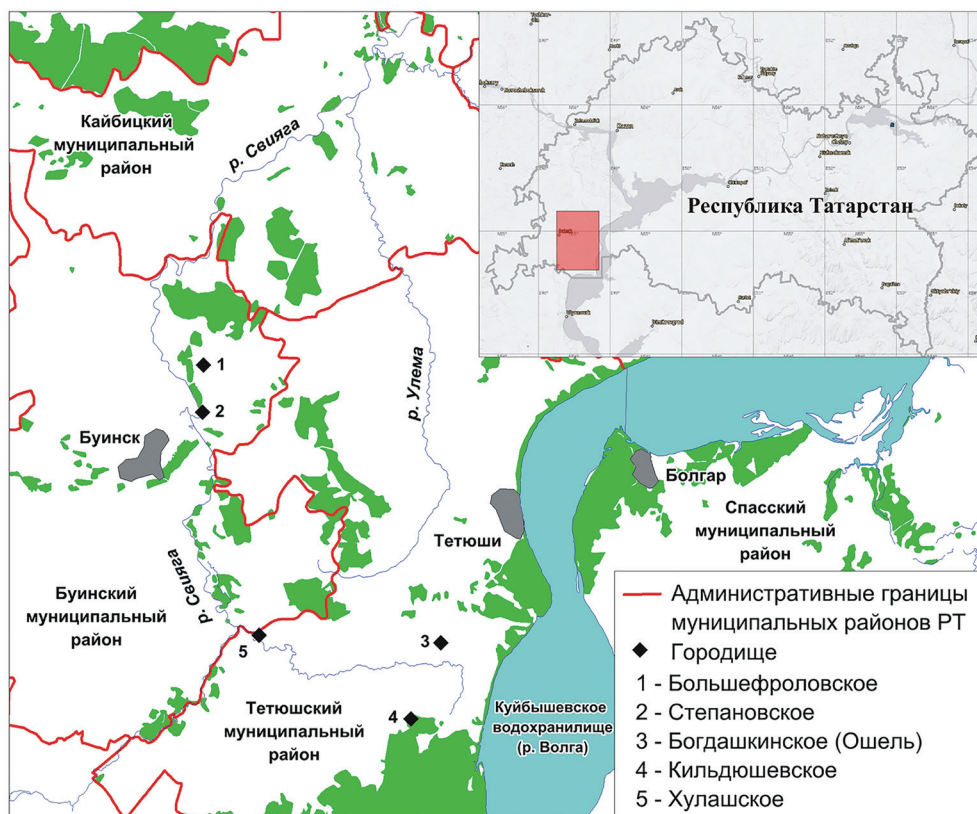 Кайбицкий
муниципальный
район
р. Свияга
Республика Татарстан
Kazan
1
2
р. Улема
Буинск
Болгар
Тетюши
Спасский
муниципальный
район
р. Свияга
Буинский
муниципальный
район
3
5
4
Тетюшский
муниципальный
район
Куйбышевское
водохранилище
(р. Волга)
Административные границы
муниципальных районов РТ
Городище
1 - Большефроловское
2 - Степановское
3 - Богдашкинское (Ошель)
4 - Кильдюшевское
5 - Хулашское